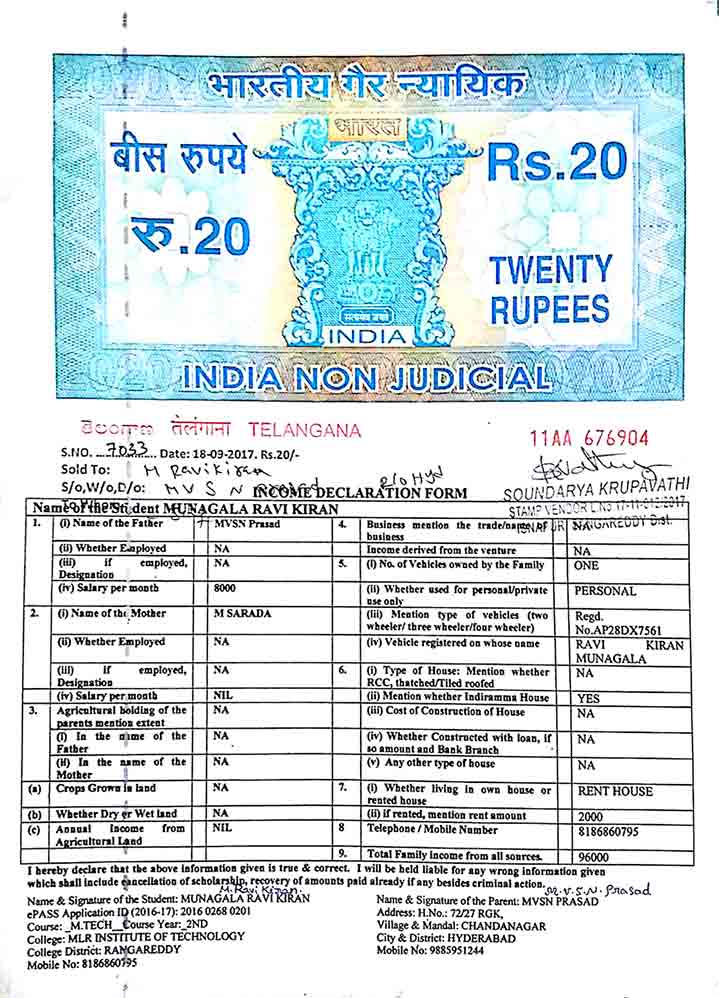 भारतीय गैर न्यायिक
भारत
बीस रुपये
Rs.20
रु.20
TWENTY
RUPEES
सत्यमेव जयते
INDIA
INDIA NON JUDICIAL
తెలంగాణ तेलंगाना TELANGANA
11AA 676904
S.NO. 7033 Date: 18-09-2017. Rs.20/-
Sold To: M Ravikiran
S/o,W/o,D/o: M V S N Prasad R/o Hyd
SOUNDARYA KRUPAVATHI
STAMP VENDOR L.NO 17-11-
INCOME DECLARATION FORM
Name of the Student MUNAGALA RAVI KIRAN
1. (i) Name of the Father MVSN Prasad 4. Business mention the trade/name of business NA
(ii) Whether Employed NA Income derived from the venture NA
(iii) if employed, Designation NA 5. (i) No. of Vehicles owned by the Family ONE
(iv) Salary per month 8000 (ii) Whether used for personal/private use only PERSONAL
2. (i) Name of the Mother M SARADA (iii) Mention type of vehicles (two wheeler/ three wheeler/four wheeler) Regd. No.AP28DX7561
(ii) Whether Employed NA (iv) Vehicle registered on whose name RAVI KIRAN MUNAGALA
(iii) if employed, Designation NA 6. (i) Type of House: Mention whether RCC, thatched/Tiled roofed NA
(iv) Salary per month NIL (ii) Mention whether Indiramma House YES
3. Agricultural holding of the parents mention extent (iii) Cost of Construction of House NA
(i) In the name of the Father NA (iv) Whether Constructed with loan, if so amount and Bank Branch NA
(ii) In the name of the Mother NA (v) Any other type of house NA
(a) Crops Grown in land NA 7. (i) Whether living in own house or rented house RENT HOUSE
(b) Whether Dry or Wet land NA (ii) if rented, mention rent amount 2000
(c) Annual Income from Agricultural Land NIL 8 Telephone / Mobile Number 8186860795
9. Total Family income from all sources. 96000
I hereby declare that the above information given is true & correct. I will be held liable for any wrong information given
which shall include cancellation of scholarship, recovery of amounts paid already if any besides criminal action.
M. Ravi Kiran
M.V.S.N. Prasad
Name & Signature of the Student: MUNAGALA RAVI KIRAN
ePASS Application ID (2016-17): 2016 0268 0201
Course: _M.TECH__Course Year:_2ND
College: MLR INSTITUTE OF TECHNOLOGY
College District: RANGAREDDY
Mobile No: 8186860795
Name & Signature of the Parent: MVSN PRASAD
Address: H.No.: 72/27 RGK,
Village & Mandal: CHANDANAGAR
City & District: HYDERABAD
Mobile No: 9885951244